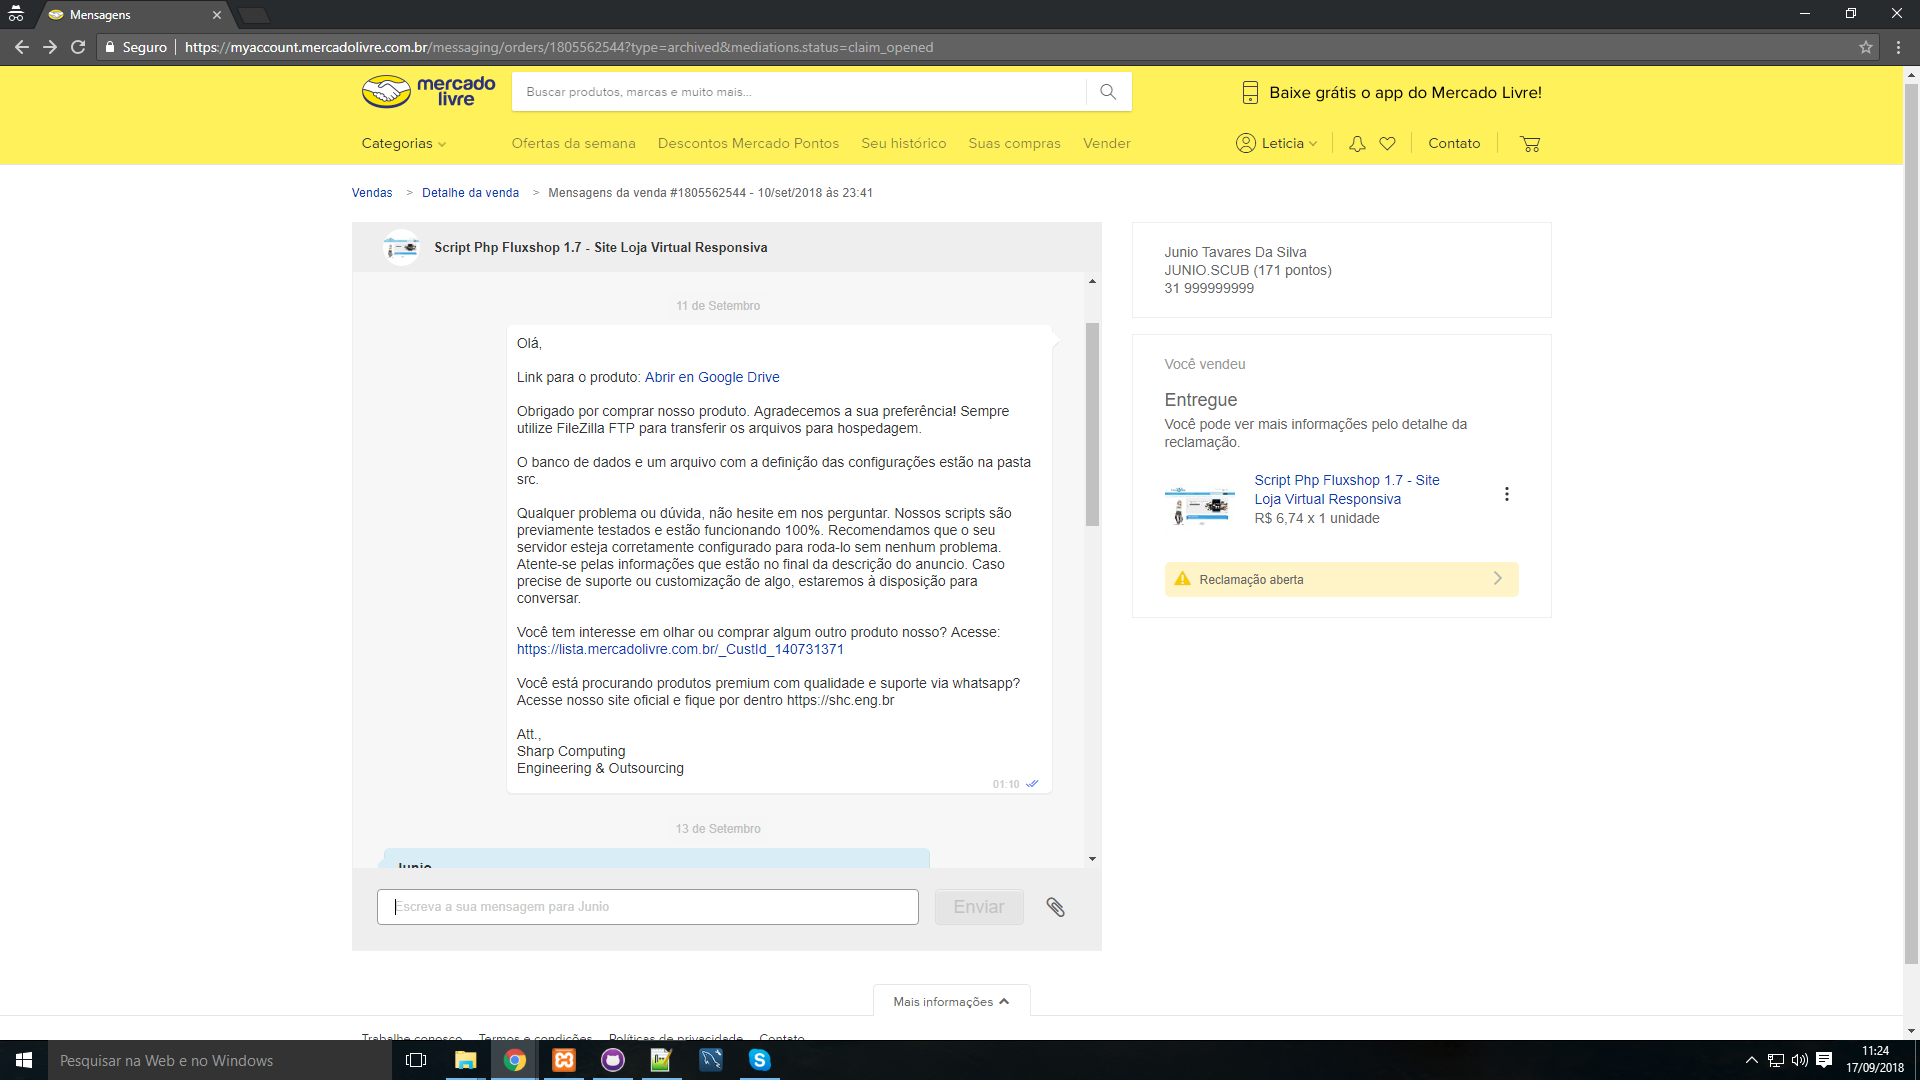 Mensagens
Seguro
https://myaccount.mercadolivre.com.br/messaging/orders/1805562544?type=archived&mediations.status=claim_opened
mercado
livre
Buscar produtos, marcas e muito mais...
Baixe grátis o app do Mercado Livre!
Categorias
Ofertas da semana
Descontos Mercado Pontos
Seu histórico
Suas compras
Vender
Leticia
Contato
Vendas > Detalhe da venda > Mensagens da venda #1805562544 - 10/set/2018 às 23:41
Script Php Fluxshop 1.7 - Site Loja Virtual Responsiva
11 de Setembro
Olá,
Link para o produto: Abrir en Google Drive
Obrigado por comprar nosso produto. Agradecemos a sua preferência! Sempre
utilize FileZilla FTP para transferir os arquivos para hospedagem.
O banco de dados e um arquivo com a definição das configurações estão na pasta
src.
Qualquer problema ou dúvida, não hesite em nos perguntar. Nossos scripts são
previamente testados e estão funcionando 100%. Recomendamos que o seu
servidor esteja corretamente configurado para roda-lo sem nenhum problema.
Atente-se pelas informações que estão no final da descrição do anuncio. Caso
precise de suporte ou customização de algo, estaremos à disposição para
conversar.
Você tem interesse em olhar ou comprar algum outro produto nosso? Acesse:
https://lista.mercadolivre.com.br/_CustId_140731371
Você está procurando produtos premium com qualidade e suporte via whatsapp?
Acesse nosso site oficial e fique por dentro https://shc.eng.br
Att.,
Sharp Computing
Engineering & Outsourcing
01:10
13 de Setembro
Junio
Escreva a sua mensagem para Junio
Enviar
Junio Tavares Da Silva
JUNIO.SCUB (171 pontos)
31 999999999
Você vendeu
Entregue
Você pode ver mais informações pelo detalhe da
reclamação.
Script Php Fluxshop 1.7 - Site
Loja Virtual Responsiva
R$ 6,74 x 1 unidade
Reclamação aberta
Mais informações
Trabalhe conosco
Termos e condições
Políticas de privacidade
Contato
Pesquisar na Web e no Windows
11:24
17/09/2018